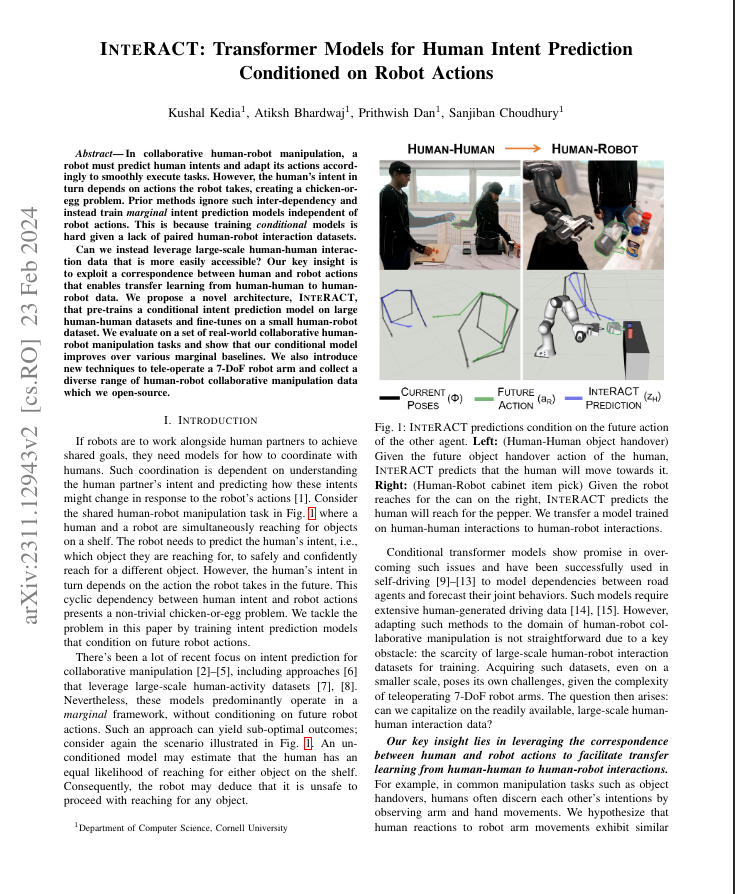 INTERACT: Transformer Models for Human Intent Prediction
Conditioned on Robot Actions
Kushal Kedia1, Atiksh Bhardwaj1, Prithwish Dan1, Sanjiban Choudhury1
arXiv:2311.12943v2 [cs.RO] 23 Feb 2024
Abstract—In collaborative human-robot manipulation, a
robot must predict human intents and adapt its actions accord-
ingly to smoothly execute tasks. However, the human's intent in
turn depends on actions the robot takes, creating a chicken-or-
egg problem. Prior methods ignore such inter-dependency and
instead train marginal intent prediction models independent of
robot actions. This is because training conditional models is
hard given a lack of paired human-robot interaction datasets.
Can we instead leverage large-scale human-human interac-
tion data that is more easily accessible? Our key insight is
to exploit a correspondence between human and robot actions
that enables transfer learning from human-human to human-
robot data. We propose a novel architecture, INTERACT,
that pre-trains a conditional intent prediction model on large
human-human datasets and fine-tunes on a small human-robot
dataset. We evaluate on a set of real-world collaborative human-
robot manipulation tasks and show that our conditional model
improves over various marginal baselines. We also introduce
new techniques to tele-operate a 7-DoF robot arm and collect a
diverse range of human-robot collaborative manipulation data
which we open-source.
I. INTRODUCTION
If robots are to work alongside human partners to achieve
shared goals, they need models for how to coordinate with
humans. Such coordination is dependent on understanding
the human partner's intent and predicting how these intents
might change in response to the robot's actions [1]. Consider
the shared human-robot manipulation task in Fig. 1 where a
human and a robot are simultaneously reaching for objects
on a shelf. The robot needs to predict the human's intent, i.e.,
which object they are reaching for, to safely and confidently
reach for a different object. However, the human's intent in
turn depends on the action the robot takes in the future. This
cyclic dependency between human intent and robot actions
presents a non-trivial chicken-or-egg problem. We tackle the
problem in this paper by training intent prediction models
that condition on future robot actions.
There's been a lot of recent focus on intent prediction for
collaborative manipulation [2]–[5], including approaches [6]
that leverage large-scale human-activity datasets [7], [8].
Nevertheless, these models predominantly operate in a
marginal framework, without conditioning on future robot
actions. Such an approach can yield sub-optimal outcomes;
consider again the scenario illustrated in Fig. 1. An un-
conditioned model may estimate that the human has an
equal likelihood of reaching for either object on the shelf.
Consequently, the robot may deduce that it is unsafe to
proceed with reaching for any object.
1Department of Computer Science, Cornell University
HUMAN-HUMAN → HUMAN-ROBOT
CURRENT POSES (Φ) FUTURE ACTION (aR) INTERACT PREDICTION (zH)
Fig. 1: INTERACT predictions condition on the future action
of the other agent. Left: (Human-Human object handover)
Given the future object handover action of the human,
INTERACT predicts that the human will move towards it.
Right: (Human-Robot cabinet item pick) Given the robot
reaches for the can on the right, INTERACT predicts the
human will reach for the pepper. We transfer a model trained
on human-human interactions to human-robot interactions.
Conditional transformer models show promise in over-
coming such issues and have been successfully used in
self-driving [9]–[13] to model dependencies between road
agents and forecast their joint behaviors. Such models require
extensive human-generated driving data [14], [15]. However,
adapting such methods to the domain of human-robot col-
laborative manipulation is not straightforward due to a key
obstacle: the scarcity of large-scale human-robot interaction
datasets for training. Acquiring such datasets, even on a
smaller scale, poses its own challenges, given the complexity
of teleoperating 7-DoF robot arms. The question then arises:
can we capitalize on the readily available, large-scale human-
human interaction data?
Our key insight lies in leveraging the correspondence
between human and robot actions to facilitate transfer
learning from human-human to human-robot interactions.
For example, in common manipulation tasks such as object
handovers, humans often discern each other's intentions by
observing arm and hand movements. We hypothesize that
human reactions to robot arm movements exhibit similar